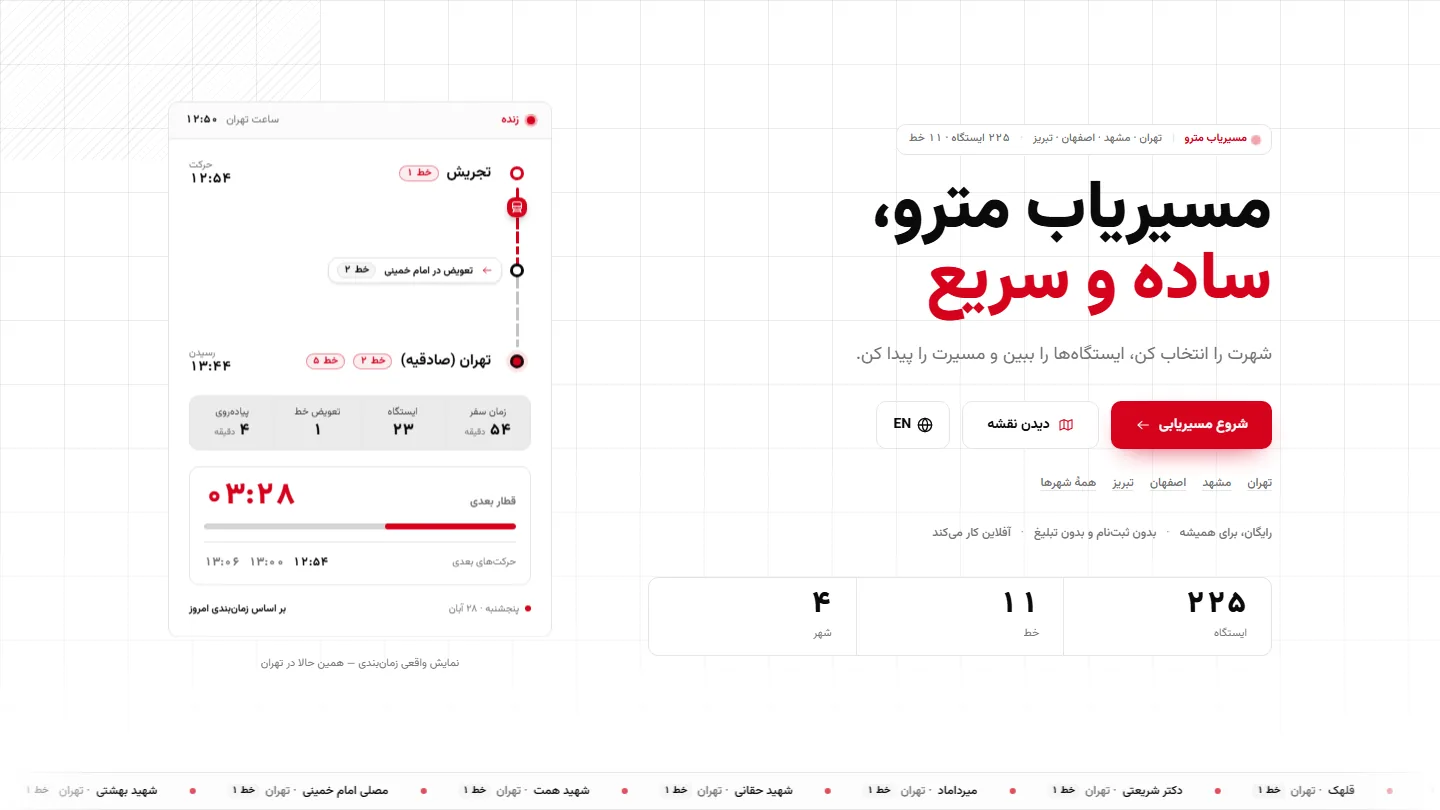 مسیریاب مترو | تهران · مشهد · اصفهان · تبریز · ۲۲۵ ایستگاه · ۱۱ خط
مسیریاب مترو،
ساده و سریع
شهرت را انتخاب کن، ایستگاه‌ها را ببین و مسیرت را پیدا کن.
شروع مسیریابی ←
دیدن نقشه
EN
تهران مشهد اصفهان تبریز همهٔ شهرها
رایگان، برای همیشه · بدون ثبت‌نام و بدون تبلیغ · آفلاین کار می‌کند
۲۲۵ ۱۱ ۴
ایستگاه خط شهر
زنده ساعت تهران ۱۲:۵۰
تجریش خط ۱ حرکت ۱۲:۵۴
← تعویض در امام خمینی خط ۲
تهران (صادقیه) خط ۲ خط ۵ رسیدن ۱۳:۴۴
زمان سفر ایستگاه تعویض خط پیاده‌روی
۵۴ دقیقه ۲۳ ۱ ۴ دقیقه
قطار بعدی ۰۳:۲۸
حرکت‌های بعدی ۱۲:۵۴ ۱۳:۰۰ ۱۳:۰۶
پنجشنبه · ۲۸ آبان بر اساس زمان‌بندی امروز
نمایش واقعی زمان‌بندی — همین حالا در تهران
قلهک · تهران خط ۱ دکتر شریعتی · تهران خط ۱ میرداماد · تهران خط ۱ شهید حقانی · تهران خط ۱ شهید همت · تهران خط ۱ مصلی امام خمینی · تهران خط ۱ شهید بهشتی · تهران خط ۱